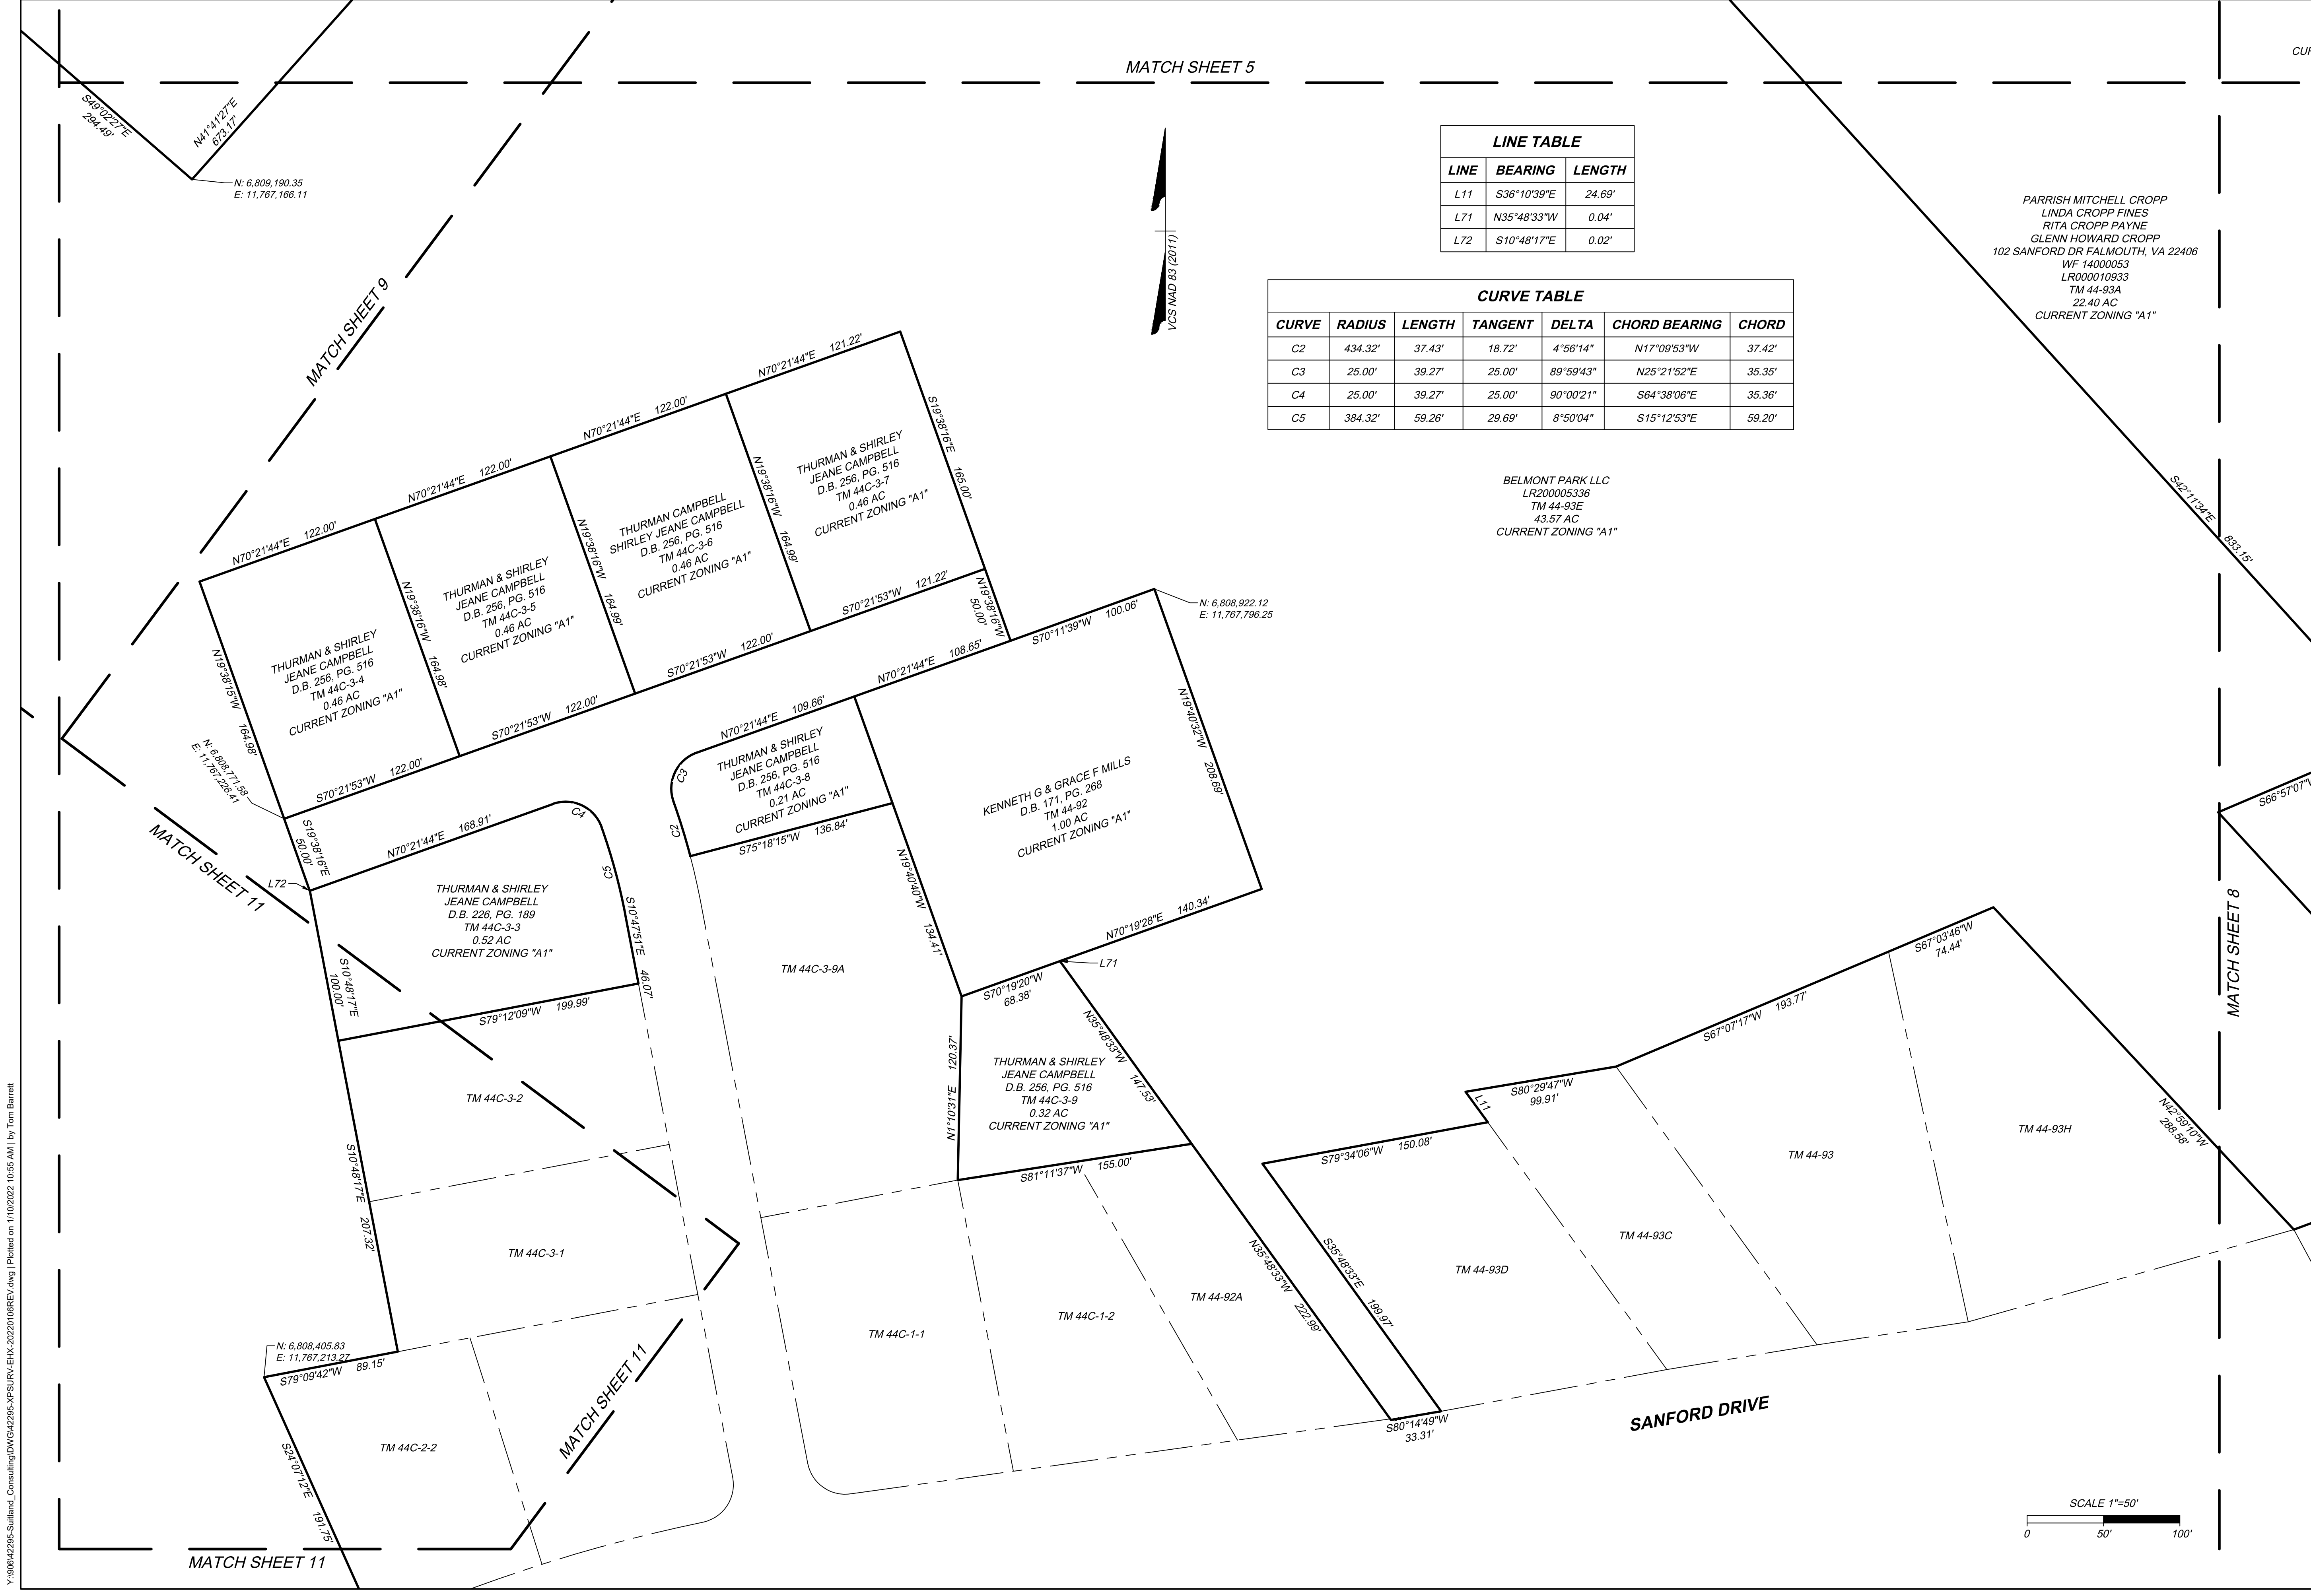 MATCH SHEET 5
CUR
S49°02'27"E
294.49'
N41°41'27"E
673.17'
N: 6,809,190.35
E: 11,767,166.11
MATCH SHEET 9
VCS NAD 83 (2011)
LINE TABLE
LINE BEARING LENGTH
L11 S36°10'39"E 24.69'
L71 N35°48'33"W 0.04'
L72 S10°48'17"E 0.02'
CURVE TABLE
CURVE RADIUS LENGTH TANGENT DELTA CHORD BEARING CHORD
C2 434.32' 37.43' 18.72' 4°56'14" N17°09'53"W 37.42'
C3 25.00' 39.27' 25.00' 89°59'43" N25°21'52"E 35.35'
C4 25.00' 39.27' 25.00' 90°00'21" S64°38'06"E 35.36'
C5 384.32' 59.26' 29.69' 8°50'04" S15°12'53"E 59.20'
PARRISH MITCHELL CROPP
LINDA CROPP FINES
RITA CROPP PAYNE
GLENN HOWARD CROPP
102 SANFORD DR FALMOUTH, VA 22406
WF 14000053
LR000010933
TM 44-93A
22.40 AC
CURRENT ZONING "A1"
BELMONT PARK LLC
LR200005336
TM 44-93E
43.57 AC
CURRENT ZONING "A1"
S42°11'34"E
833.15'
N70°21'44"E 122.00'
N70°21'44"E 122.00'
N70°21'44"E 122.00'
N70°21'44"E 121.22'
S19°38'16"E 165.00'
N19°38'16"W 164.99'
N19°38'16"W 164.99'
N19°38'16"W 164.98'
N19°38'15"W 164.98'
THURMAN & SHIRLEY
JEANE CAMPBELL
D.B. 256, PG. 516
TM 44C-3-7
0.46 AC
CURRENT ZONING "A1"
THURMAN CAMPBELL
SHIRLEY JEANE CAMPBELL
D.B. 256, PG. 516
TM 44C-3-6
0.46 AC
CURRENT ZONING "A1"
THURMAN & SHIRLEY
JEANE CAMPBELL
D.B. 256, PG. 516
TM 44C-3-5
0.46 AC
CURRENT ZONING "A1"
THURMAN & SHIRLEY
JEANE CAMPBELL
D.B. 256, PG. 516
TM 44C-3-4
0.46 AC
CURRENT ZONING "A1"
S70°21'53"W 122.00'
S70°21'53"W 122.00'
S70°21'53"W 122.00'
S70°21'53"W 121.22'
N19°38'16"W
50.00'
S70°11'39"W 100.06'
N: 6,808,922.12
E: 11,767,796.25
N: 6,808,771.58
E: 11,767,226.41
S19°38'16"E
50.00'
L72
N70°21'44"E 168.91'
C4
C5
C3
C2
N70°21'44"E 109.66'
N70°21'44"E 108.65'
THURMAN & SHIRLEY
JEANE CAMPBELL
D.B. 256, PG. 516
TM 44C-3-8
0.21 AC
CURRENT ZONING "A1"
S75°18'15"W 136.84'
KENNETH G & GRACE F MILLS
D.B. 171, PG. 268
TM 44-92
1.00 AC
CURRENT ZONING "A1"
N19°40'32"W 208.69'
N19°40'40"W 134.41'
N70°19'28"E 140.34'
L71
S70°19'20"W
68.38'
THURMAN & SHIRLEY
JEANE CAMPBELL
D.B. 226, PG. 189
TM 44C-3-3
0.52 AC
CURRENT ZONING "A1"
S10°47'51"E 46.07'
S10°48'17"E
100.00'
S79°12'09"W 199.99'
MATCH SHEET 11
TM 44C-3-9A
N1°10'31"E 120.37'
THURMAN & SHIRLEY
JEANE CAMPBELL
D.B. 256, PG. 516
TM 44C-3-9
0.32 AC
CURRENT ZONING "A1"
N35°48'33"W 147.53'
S81°11'37"W 155.00'
TM 44C-3-2
S10°48'17"E 207.32'
TM 44C-3-1
N: 6,808,405.83
E: 11,767,213.27
S79°09'42"W 89.15'
TM 44C-2-2
S24°07'12"E 191.75'
MATCH SHEET 11
MATCH SHEET 11
TM 44C-1-1
TM 44C-1-2
TM 44-92A
N35°48'33"W 222.99'
S35°48'33"E 199.97'
S80°14'49"W
33.31'
S79°34'06"W 150.08'
L11
S80°29'47"W
99.91'
S67°07'17"W 193.77'
S67°03'46"W
74.44'
N42°59'10"W
288.58'
S66°57'07"W
MATCH SHEET 8
TM 44-93D
TM 44-93C
TM 44-93
TM 44-93H
SANFORD DRIVE
SCALE 1"=50'
0 50' 100'
Y:\906\42295-Suitland_Consulting\DWG\42295-XPSURV-EHX-20220106REV.dwg | Plotted on 1/10/2022 10:55 AM | by Tom Barrett